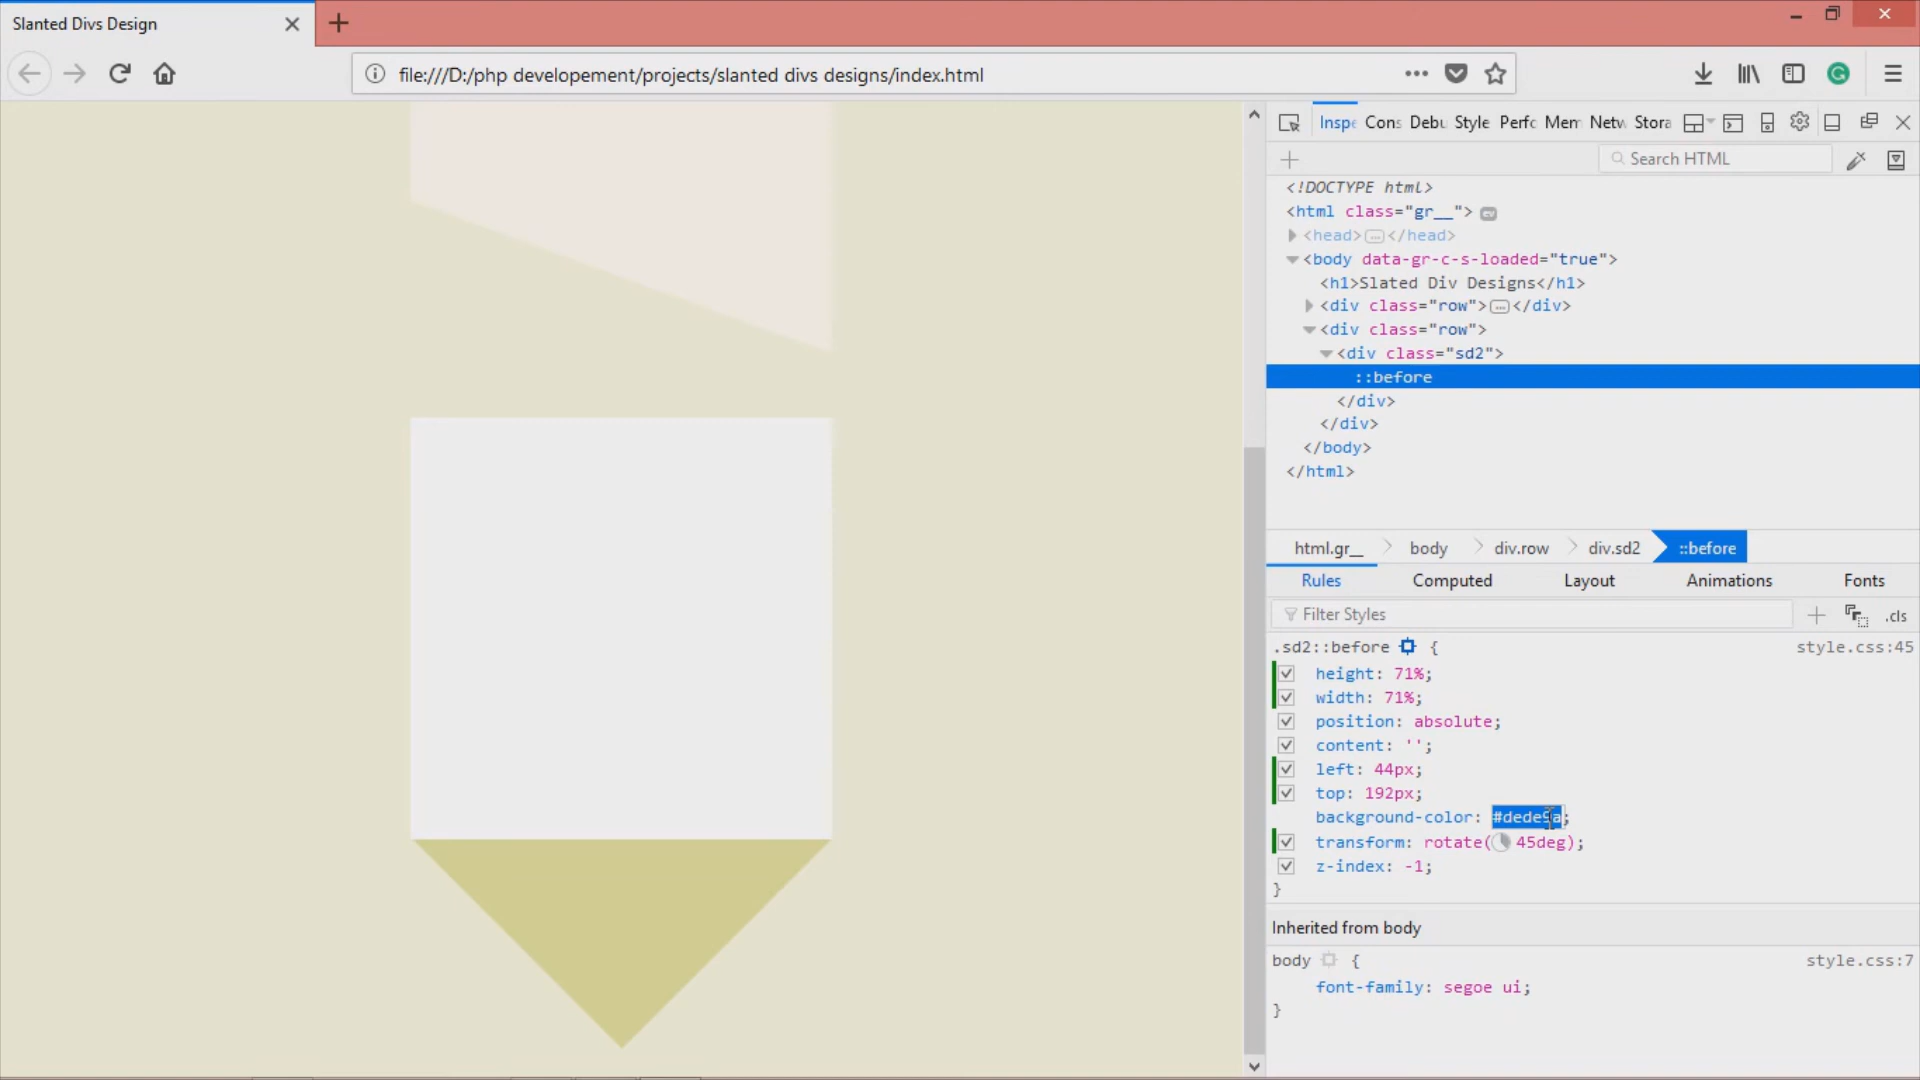 Slanted Divs Design
file:///D:/php developement/projects/slanted divs designs/index.html
Inspe Cons Debu Style Perfo Mem Netw Stora
Search HTML
<!DOCTYPE html>
<html class="gr__"> ev
<head>…</head>
<body data-gr-c-s-loaded="true">
<h1>Slated Div Designs</h1>
<div class="row">…</div>
<div class="row">
<div class="sd2">
::before
</div>
</div>
</body>
</html>
html.gr__ body div.row div.sd2 ::before
Rules Computed Layout Animations Fonts
Filter Styles .cls
.sd2::before { style.css:45
height: 71%;
width: 71%;
position: absolute;
content: '';
left: 44px;
top: 192px;
background-color: #dede9a;
transform: rotate( 45deg);
z-index: -1;
}
Inherited from body
body { style.css:7
font-family: segoe ui;
}